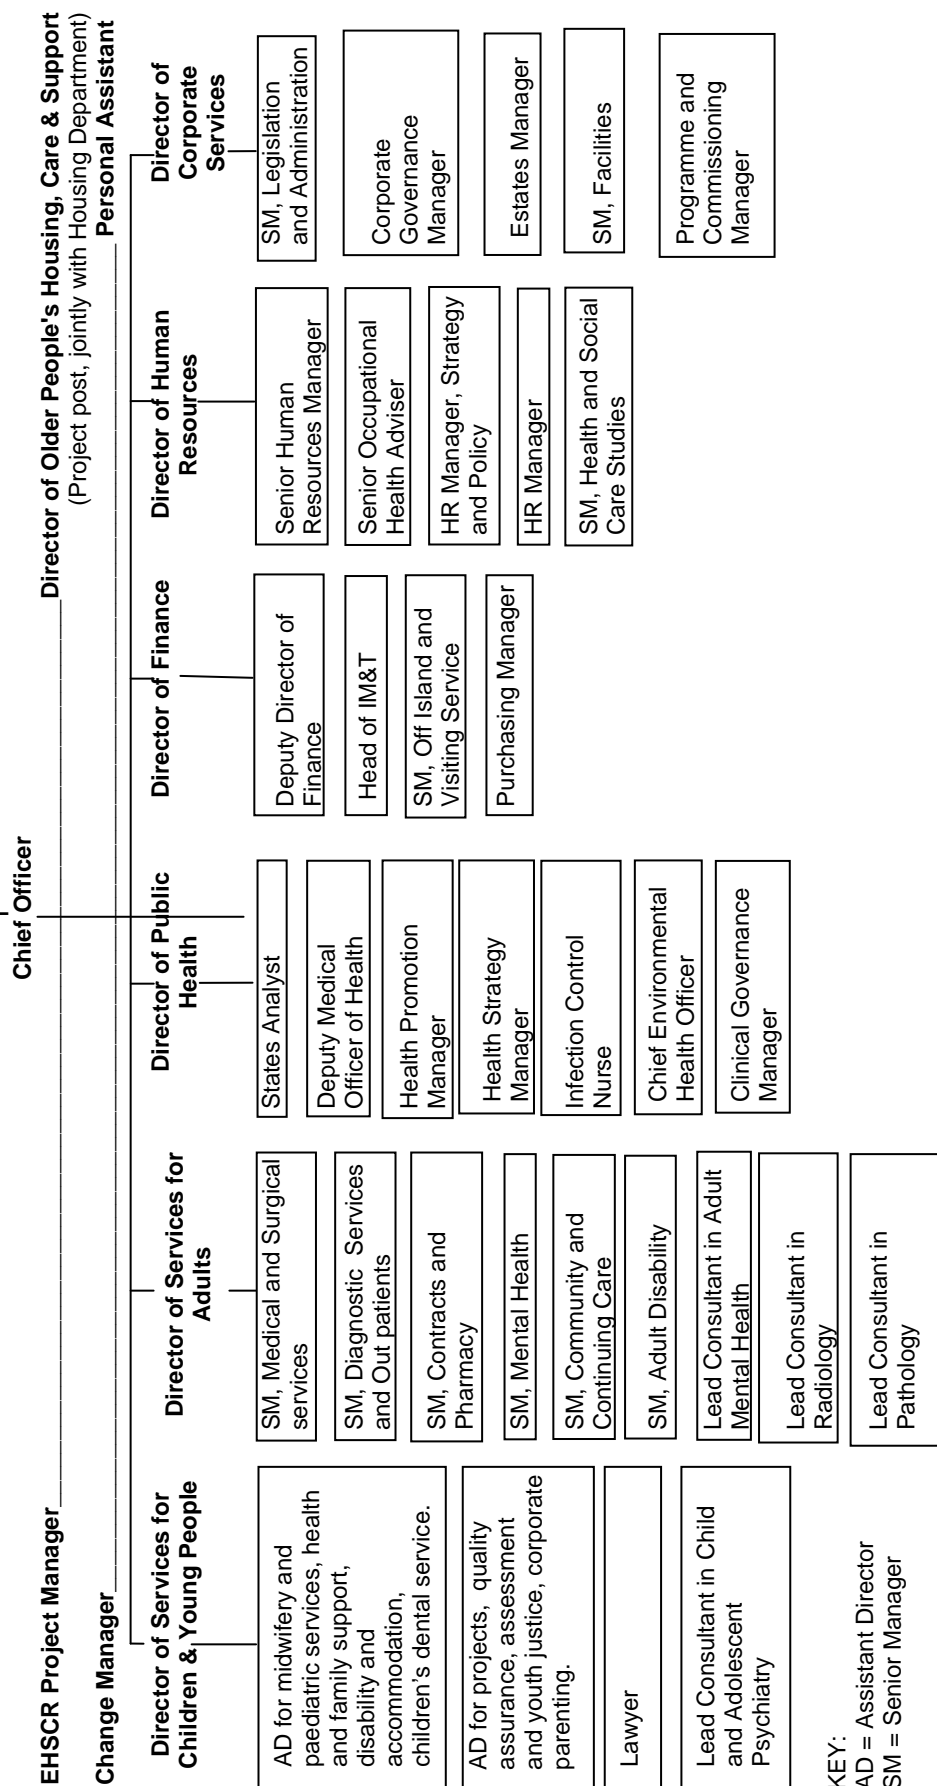 Chief Officer
EHSCR Project Manager
Director of Older People's Housing, Care & Support
(Project post, jointly with Housing Department)
Change Manager
Personal Assistant
Director of Services for
Children & Young People
AD for midwifery and
paediatric services, health
and family support,
disability and
accommodation,
children's dental service.
AD for projects, quality
assurance, assessment
and youth justice, corporate
parenting.
Lawyer
Lead Consultant in Child
and Adolescent
Psychiatry
Director of Services for
Adults
SM, Medical and Surgical
services
SM, Diagnostic Services
and Out patients
SM, Contracts and
Pharmacy
SM, Mental Health
SM, Community and
Continuing Care
SM, Adult Disability
Lead Consultant in Adult
Mental Health
Lead Consultant in
Radiology
Lead Consultant in
Pathology
Director of Public
Health
States Analyst
Deputy Medical
Officer of Health
Health Promotion
Manager
Health Strategy
Manager
Infection Control
Nurse
Chief Environmental
Health Officer
Clinical Governance
Manager
Director of Finance
Deputy Director of
Finance
Head of IM&T
SM, Off Island and
Visiting Service
Purchasing Manager
Director of Human
Resources
Senior Human
Resources Manager
Senior Occupational
Health Adviser
HR Manager, Strategy
and Policy
HR Manager
SM, Health and Social
Care Studies
Director of
Corporate
Services
SM, Legislation
and Administration
Corporate
Governance
Manager
Estates Manager
SM, Facilities
Programme and
Commissioning
Manager
KEY:
AD = Assistant Director
SM = Senior Manager